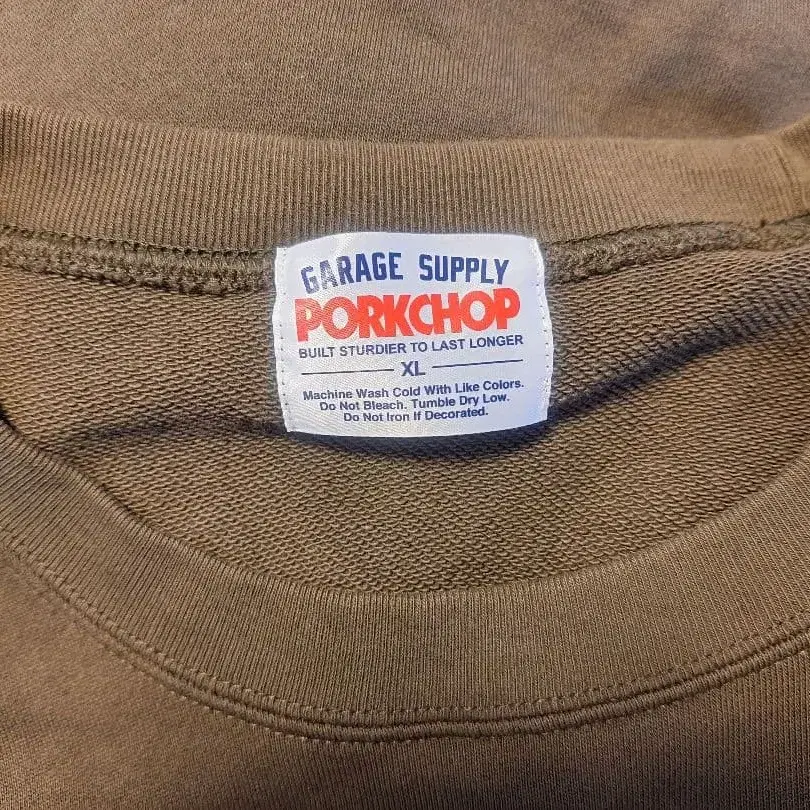 GARAGE SUPPLY
PORKCHOP
BUILT STURDIER TO LAST LONGER
XL
Machine Wash Cold With Like Colors.
Do Not Bleach. Tumble Dry Low.
Do Not Iron If Decorated.